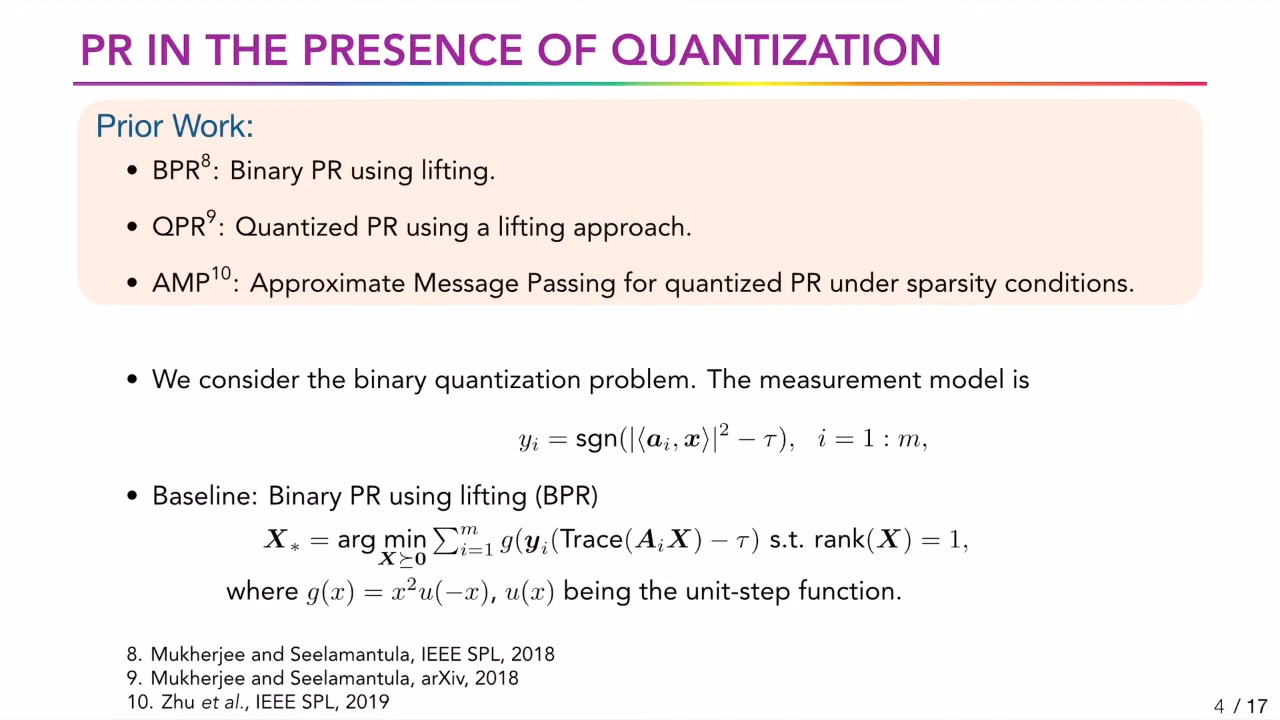 PR IN THE PRESENCE OF QUANTIZATION
Prior Work:
• BPR⁸: Binary PR using lifting.
• QPR⁹: Quantized PR using a lifting approach.
• AMP¹⁰: Approximate Message Passing for quantized PR under sparsity conditions.
• We consider the binary quantization problem. The measurement model is
yᵢ = sgn(|⟨aᵢ, x⟩|² − τ), i = 1 : m,
• Baseline: Binary PR using lifting (BPR)
X∗ = arg min_{X⪰0} ∑ᵢ₌₁ᵐ g(yᵢ(Trace(AᵢX) − τ) s.t. rank(X) = 1,
where g(x) = x²u(−x), u(x) being the unit-step function.
8. Mukherjee and Seelamantula, IEEE SPL, 2018
9. Mukherjee and Seelamantula, arXiv, 2018
10. Zhu et al., IEEE SPL, 2019
4 / 17